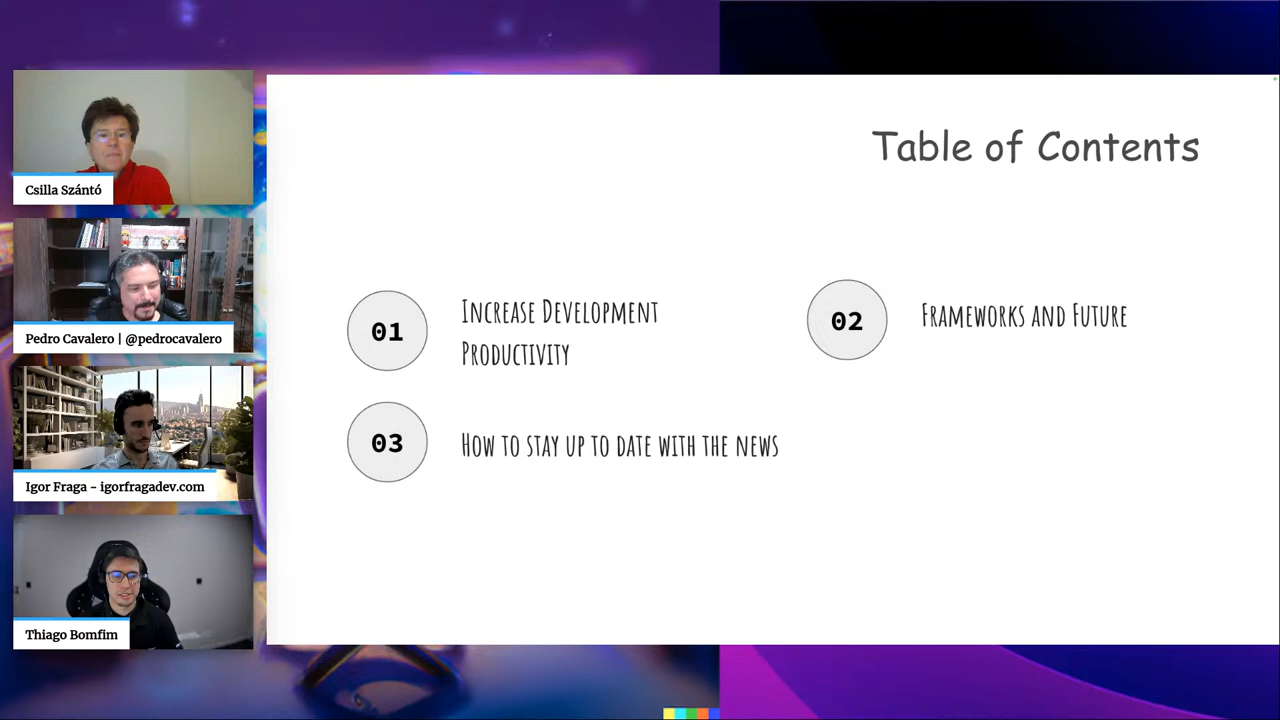 Csilla Szántó
Pedro Cavalero | @pedrocavalero
Igor Fraga - igorfragadev.com
Thiago Bomfim
Table of Contents
01
Increase Development
Productivity
02
Frameworks and Future
03
How to stay up to date with the news